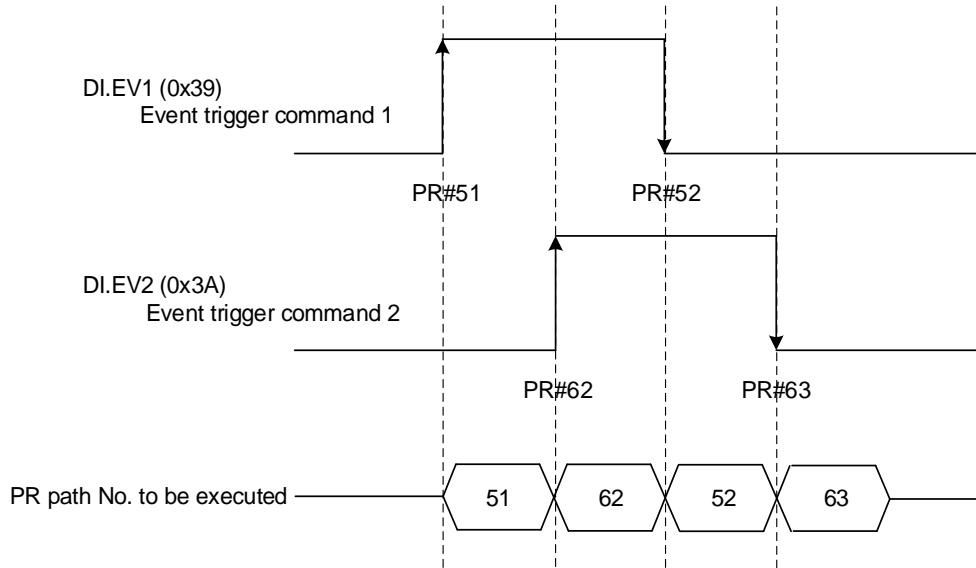 DI.EV1 (0x39)
Event trigger command 1
PR#51
PR#52
DI.EV2 (0x3A)
Event trigger command 2
PR#62
PR#63
PR path No. to be executed
51
62
52
63